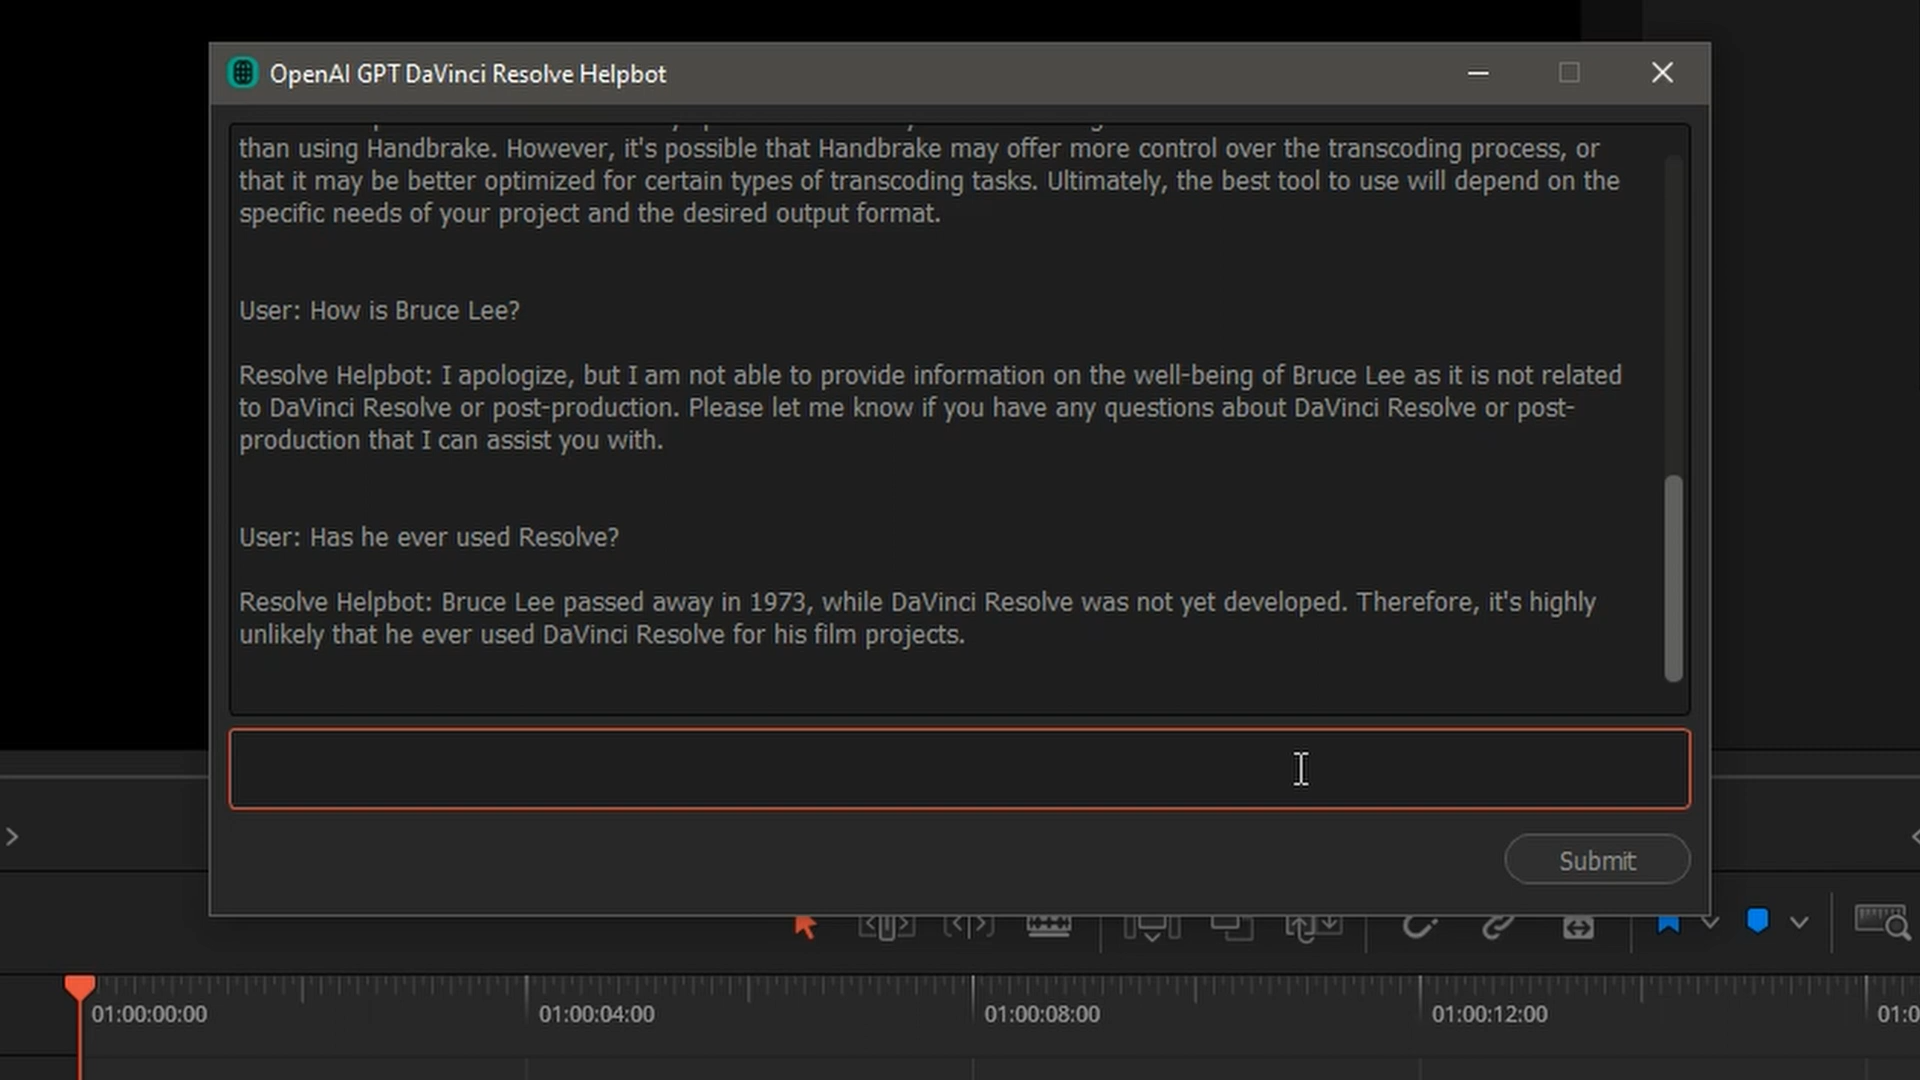 OpenAI GPT DaVinci Resolve Helpbot
than using Handbrake. However, it's possible that Handbrake may offer more control over the transcoding process, or
that it may be better optimized for certain types of transcoding tasks. Ultimately, the best tool to use will depend on the
specific needs of your project and the desired output format.
User: How is Bruce Lee?
Resolve Helpbot: I apologize, but I am not able to provide information on the well-being of Bruce Lee as it is not related
to DaVinci Resolve or post-production. Please let me know if you have any questions about DaVinci Resolve or post-
production that I can assist you with.
User: Has he ever used Resolve?
Resolve Helpbot: Bruce Lee passed away in 1973, while DaVinci Resolve was not yet developed. Therefore, it's highly
unlikely that he ever used DaVinci Resolve for his film projects.
Submit
01:00:00:00 01:00:04:00 01:00:08:00 01:00:12:00